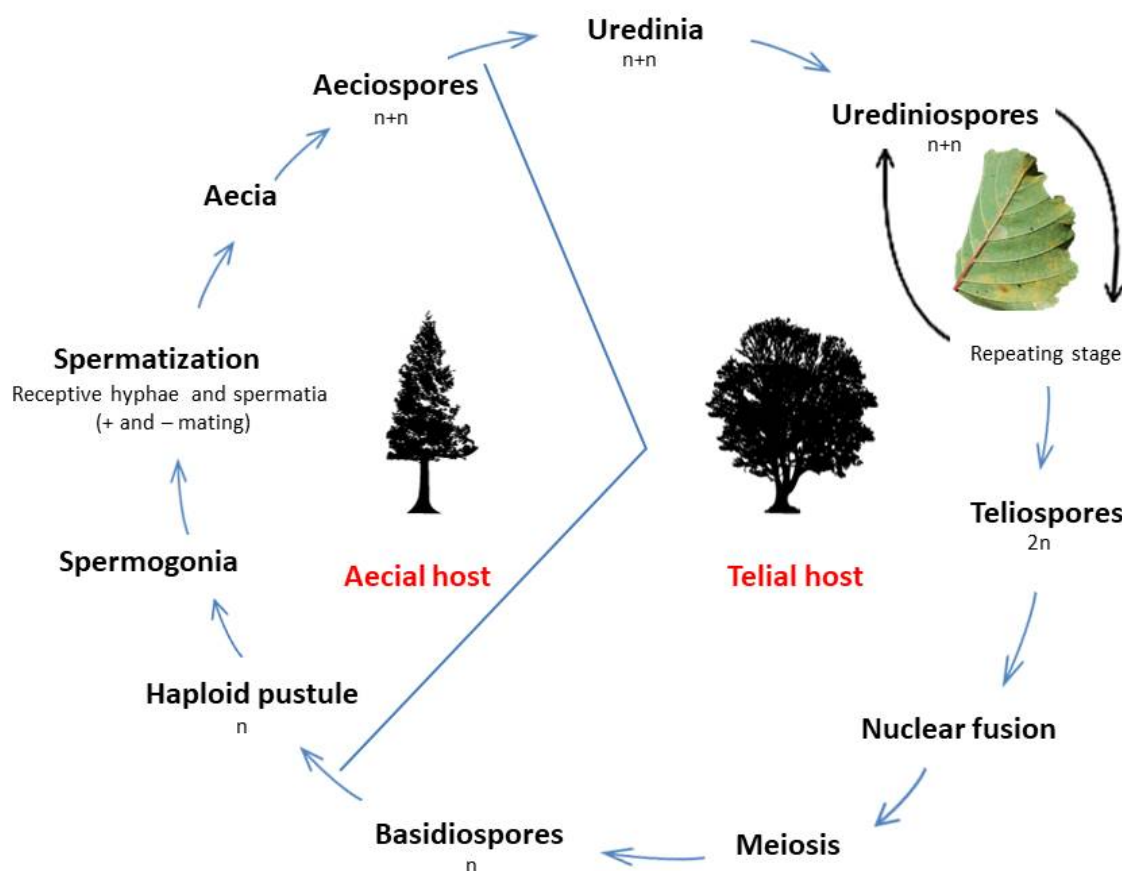 Uredinia
n+n
Urediniospores
n+n
Repeating stage
Teliospores
2n
Nuclear fusion
Meiosis
Basidiospores
n
Haploid pustule
n
Spermogonia
Spermatization
Receptive hyphae and spermatia
(+ and – mating)
Aecia
Aeciospores
n+n
Aecial host
Telial host